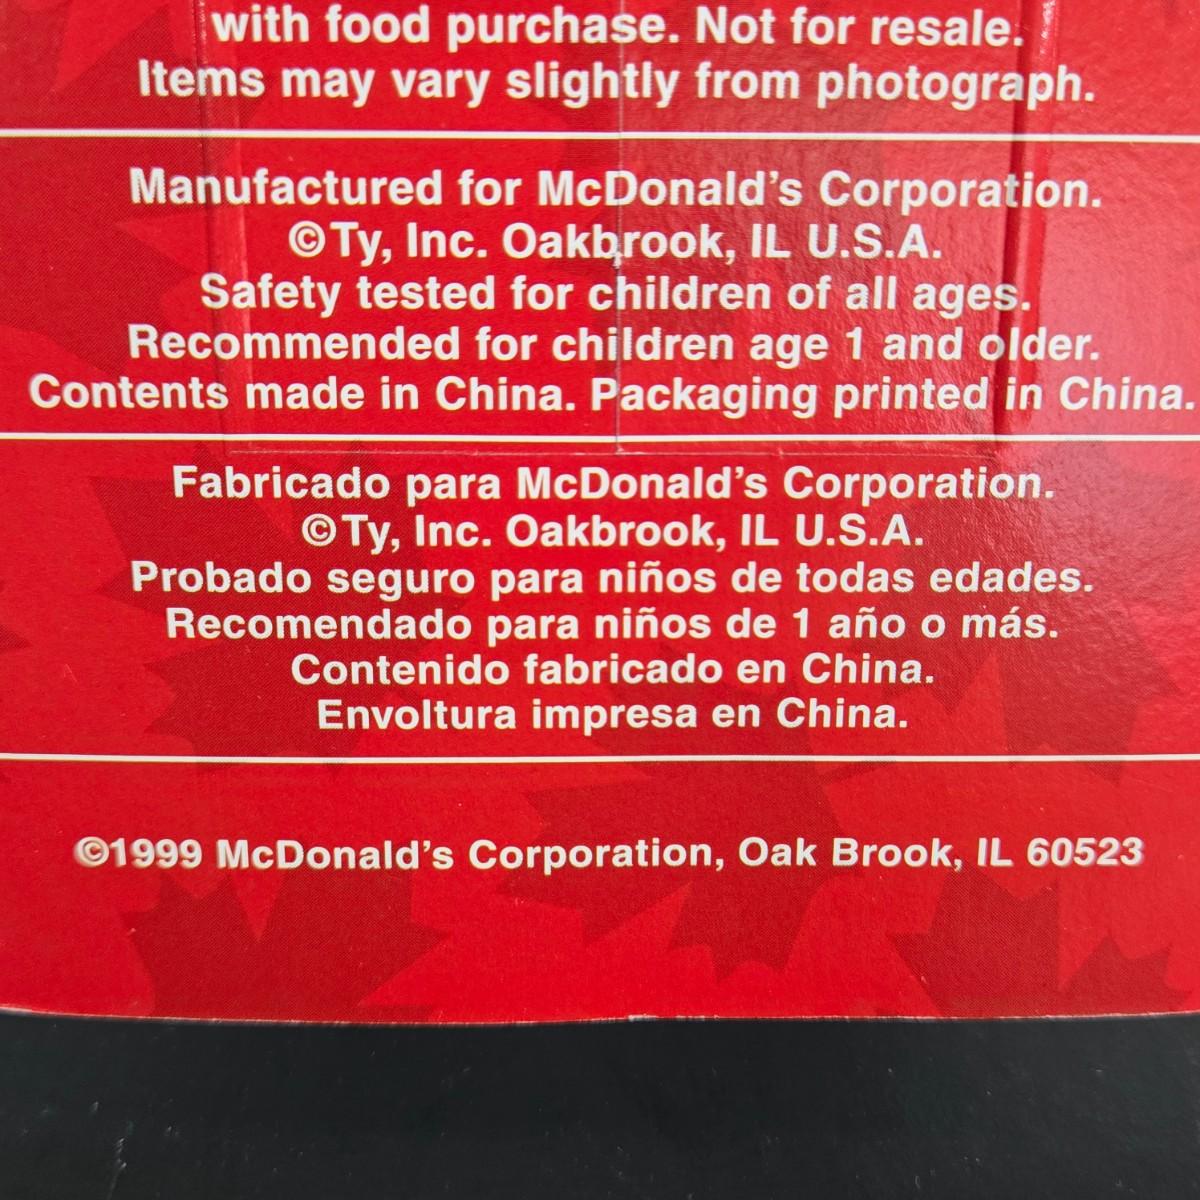 with food purchase. Not for resale.
Items may vary slightly from photograph.
Manufactured for McDonald's Corporation.
©Ty, Inc. Oakbrook, IL U.S.A.
Safety tested for children of all ages.
Recommended for children age 1 and older.
Contents made in China. Packaging printed in China.
Fabricado para McDonald's Corporation.
©Ty, Inc. Oakbrook, IL U.S.A.
Probado seguro para niños de todas edades.
Recomendado para niños de 1 año o más.
Contenido fabricado en China.
Envoltura impresa en China.
©1999 McDonald's Corporation, Oak Brook, IL 60523